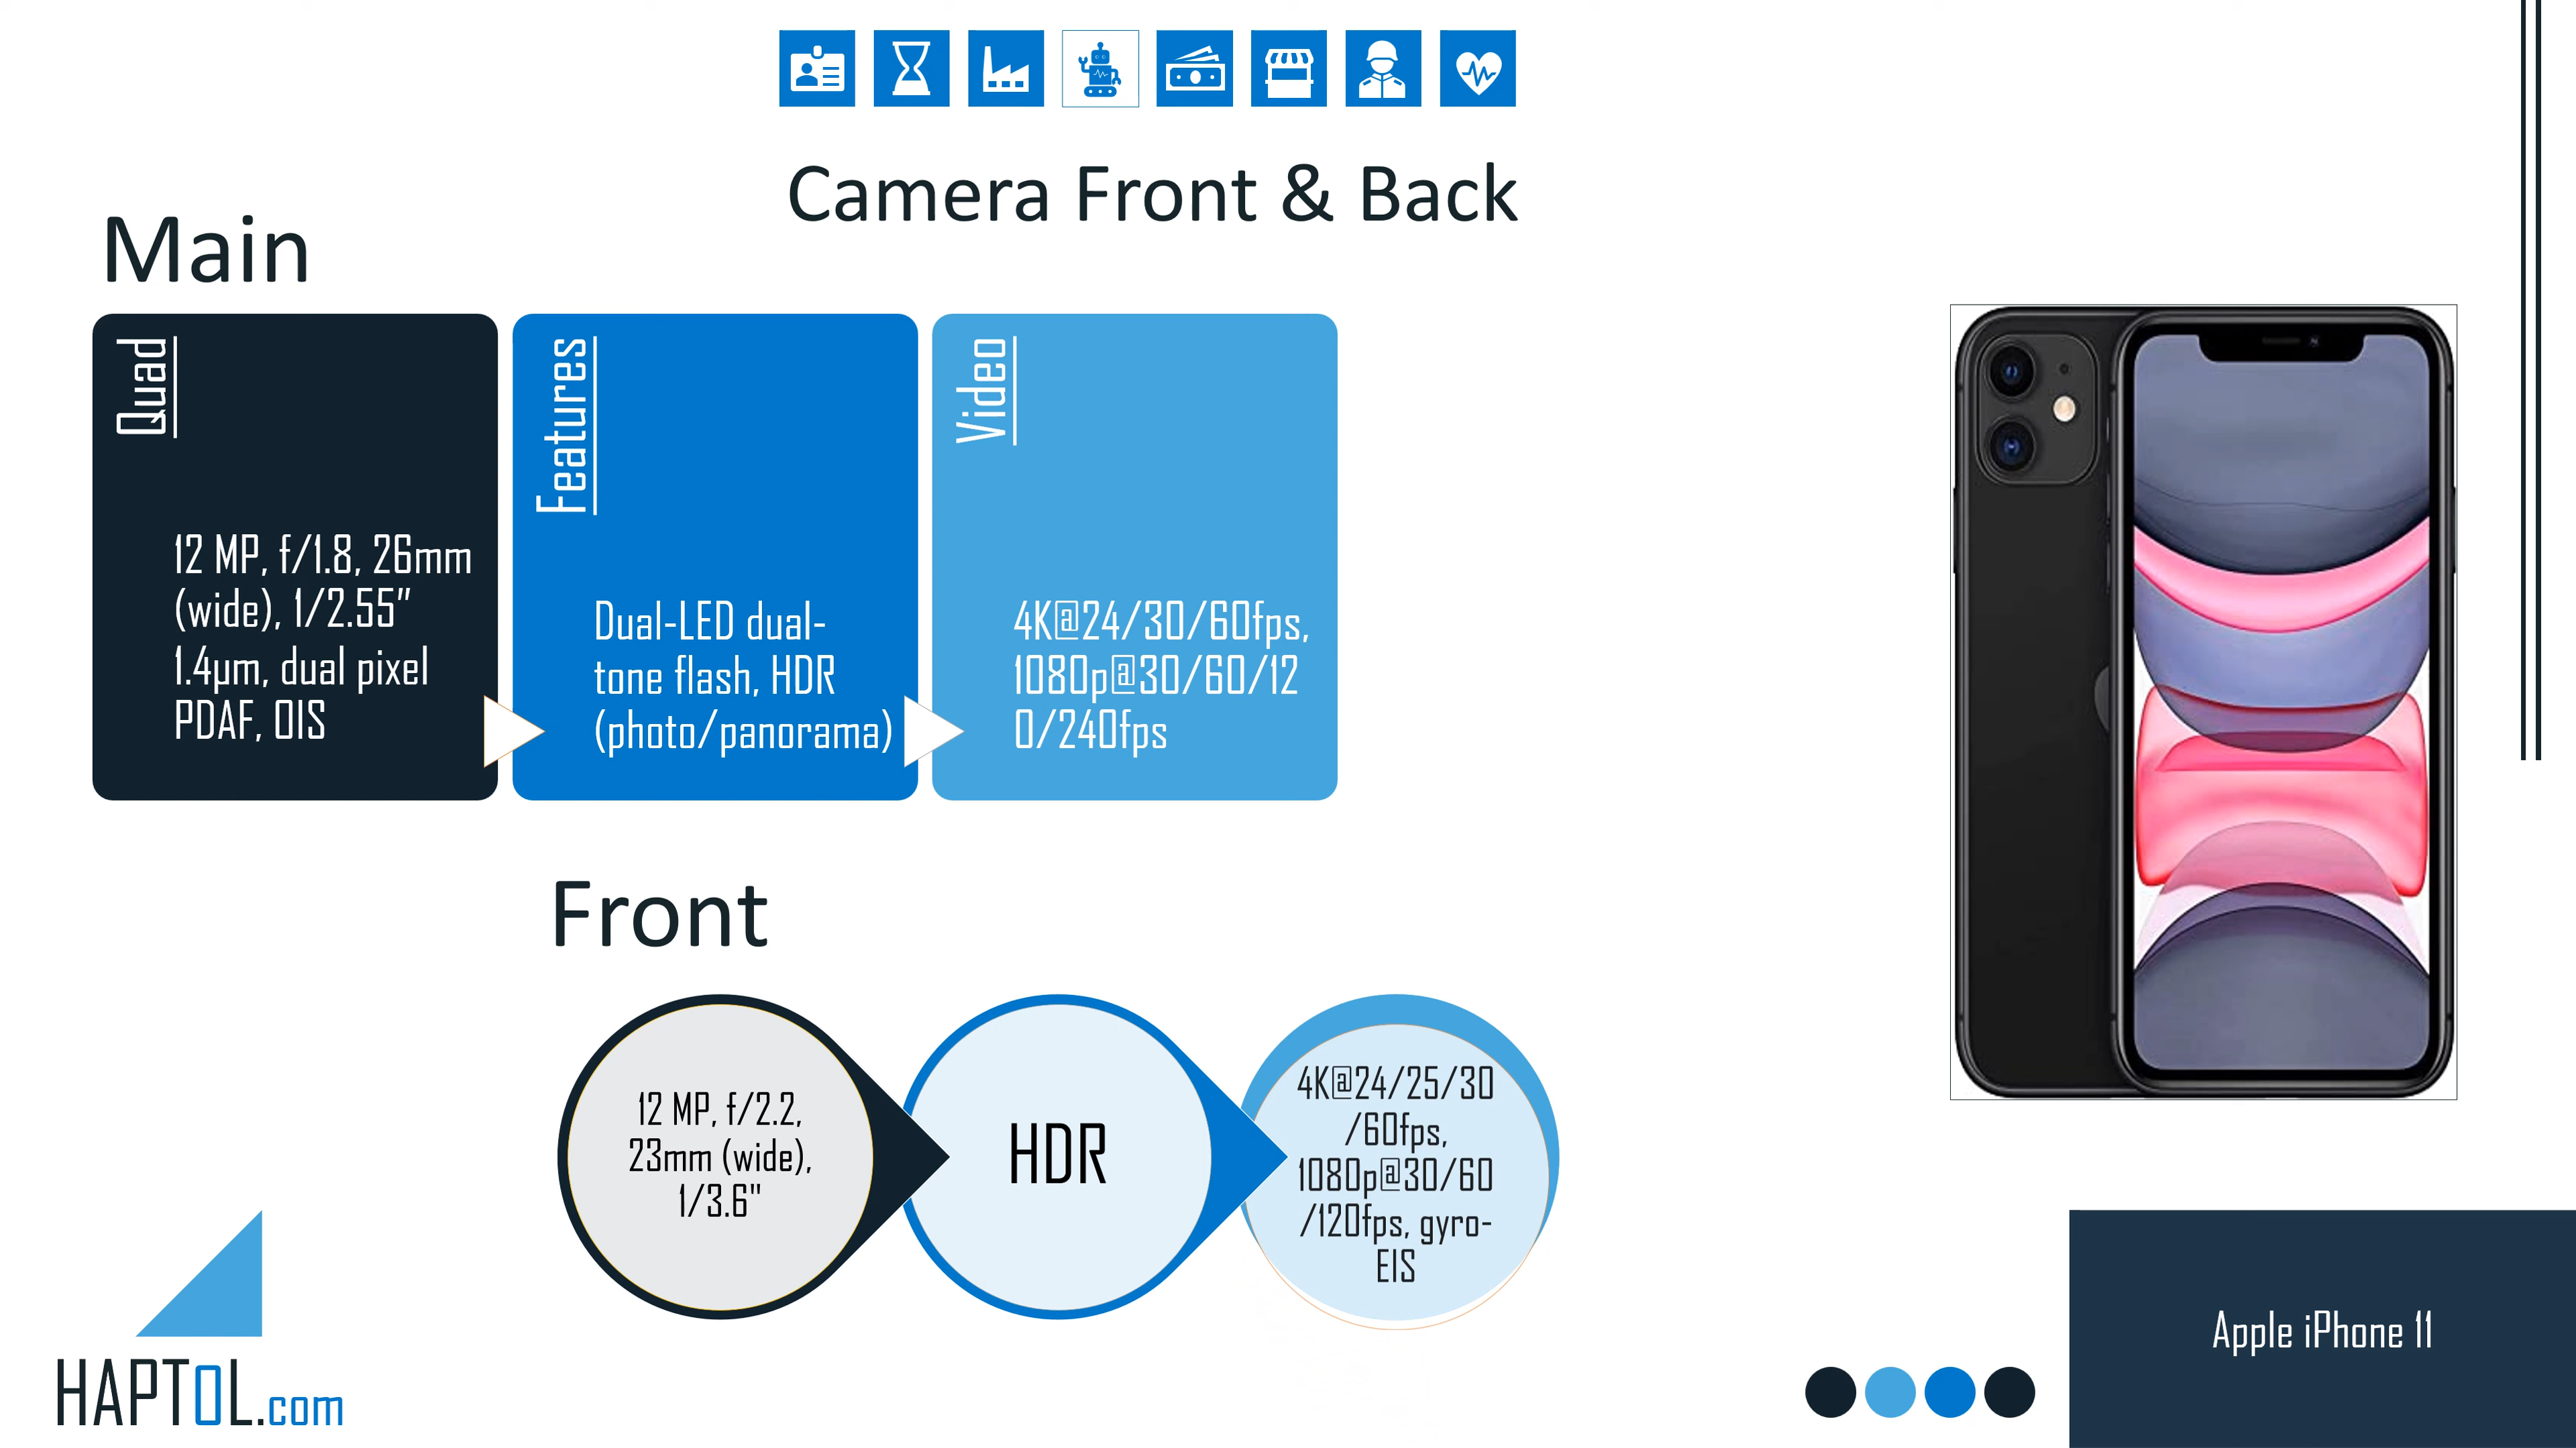 Camera Front & Back
Main
Quad
12 MP, f/1.8, 26mm
(wide), 1/2.55"
1.4µm, dual pixel
PDAF, OIS
Features
Dual-LED dual-
tone flash, HDR
(photo/panorama)
Video
4K@24/30/60fps,
1080p@30/60/12
0/240fps
Front
12 MP, f/2.2,
23mm (wide),
1/3.6"
HDR
4K@24/25/30
/60fps,
1080p@30/60
/120fps, gyro-
EIS
HAPTOL.com
Apple iPhone 11